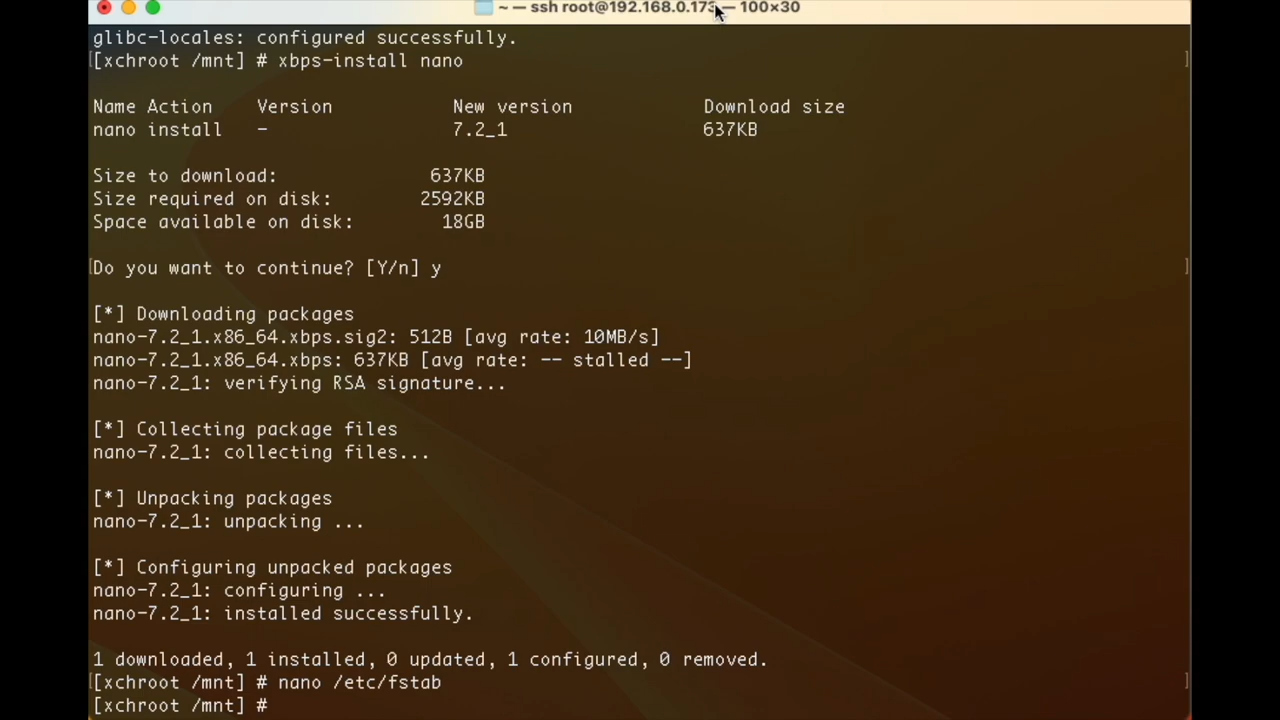 ~ — ssh root@192.168.0.173 — 100×30
glibc-locales: configured successfully.
[xchroot /mnt] # xbps-install nano
Name Action    Version           New version            Download size
nano install   -                 7.2_1                  637KB
Size to download:              637KB
Size required on disk:        2592KB
Space available on disk:        18GB
Do you want to continue? [Y/n] y
[*] Downloading packages
nano-7.2_1.x86_64.xbps.sig2: 512B [avg rate: 10MB/s]
nano-7.2_1.x86_64.xbps: 637KB [avg rate: -- stalled --]
nano-7.2_1: verifying RSA signature...
[*] Collecting package files
nano-7.2_1: collecting files...
[*] Unpacking packages
nano-7.2_1: unpacking ...
[*] Configuring unpacked packages
nano-7.2_1: configuring ...
nano-7.2_1: installed successfully.
1 downloaded, 1 installed, 0 updated, 1 configured, 0 removed.
[xchroot /mnt] # nano /etc/fstab
[xchroot /mnt] #